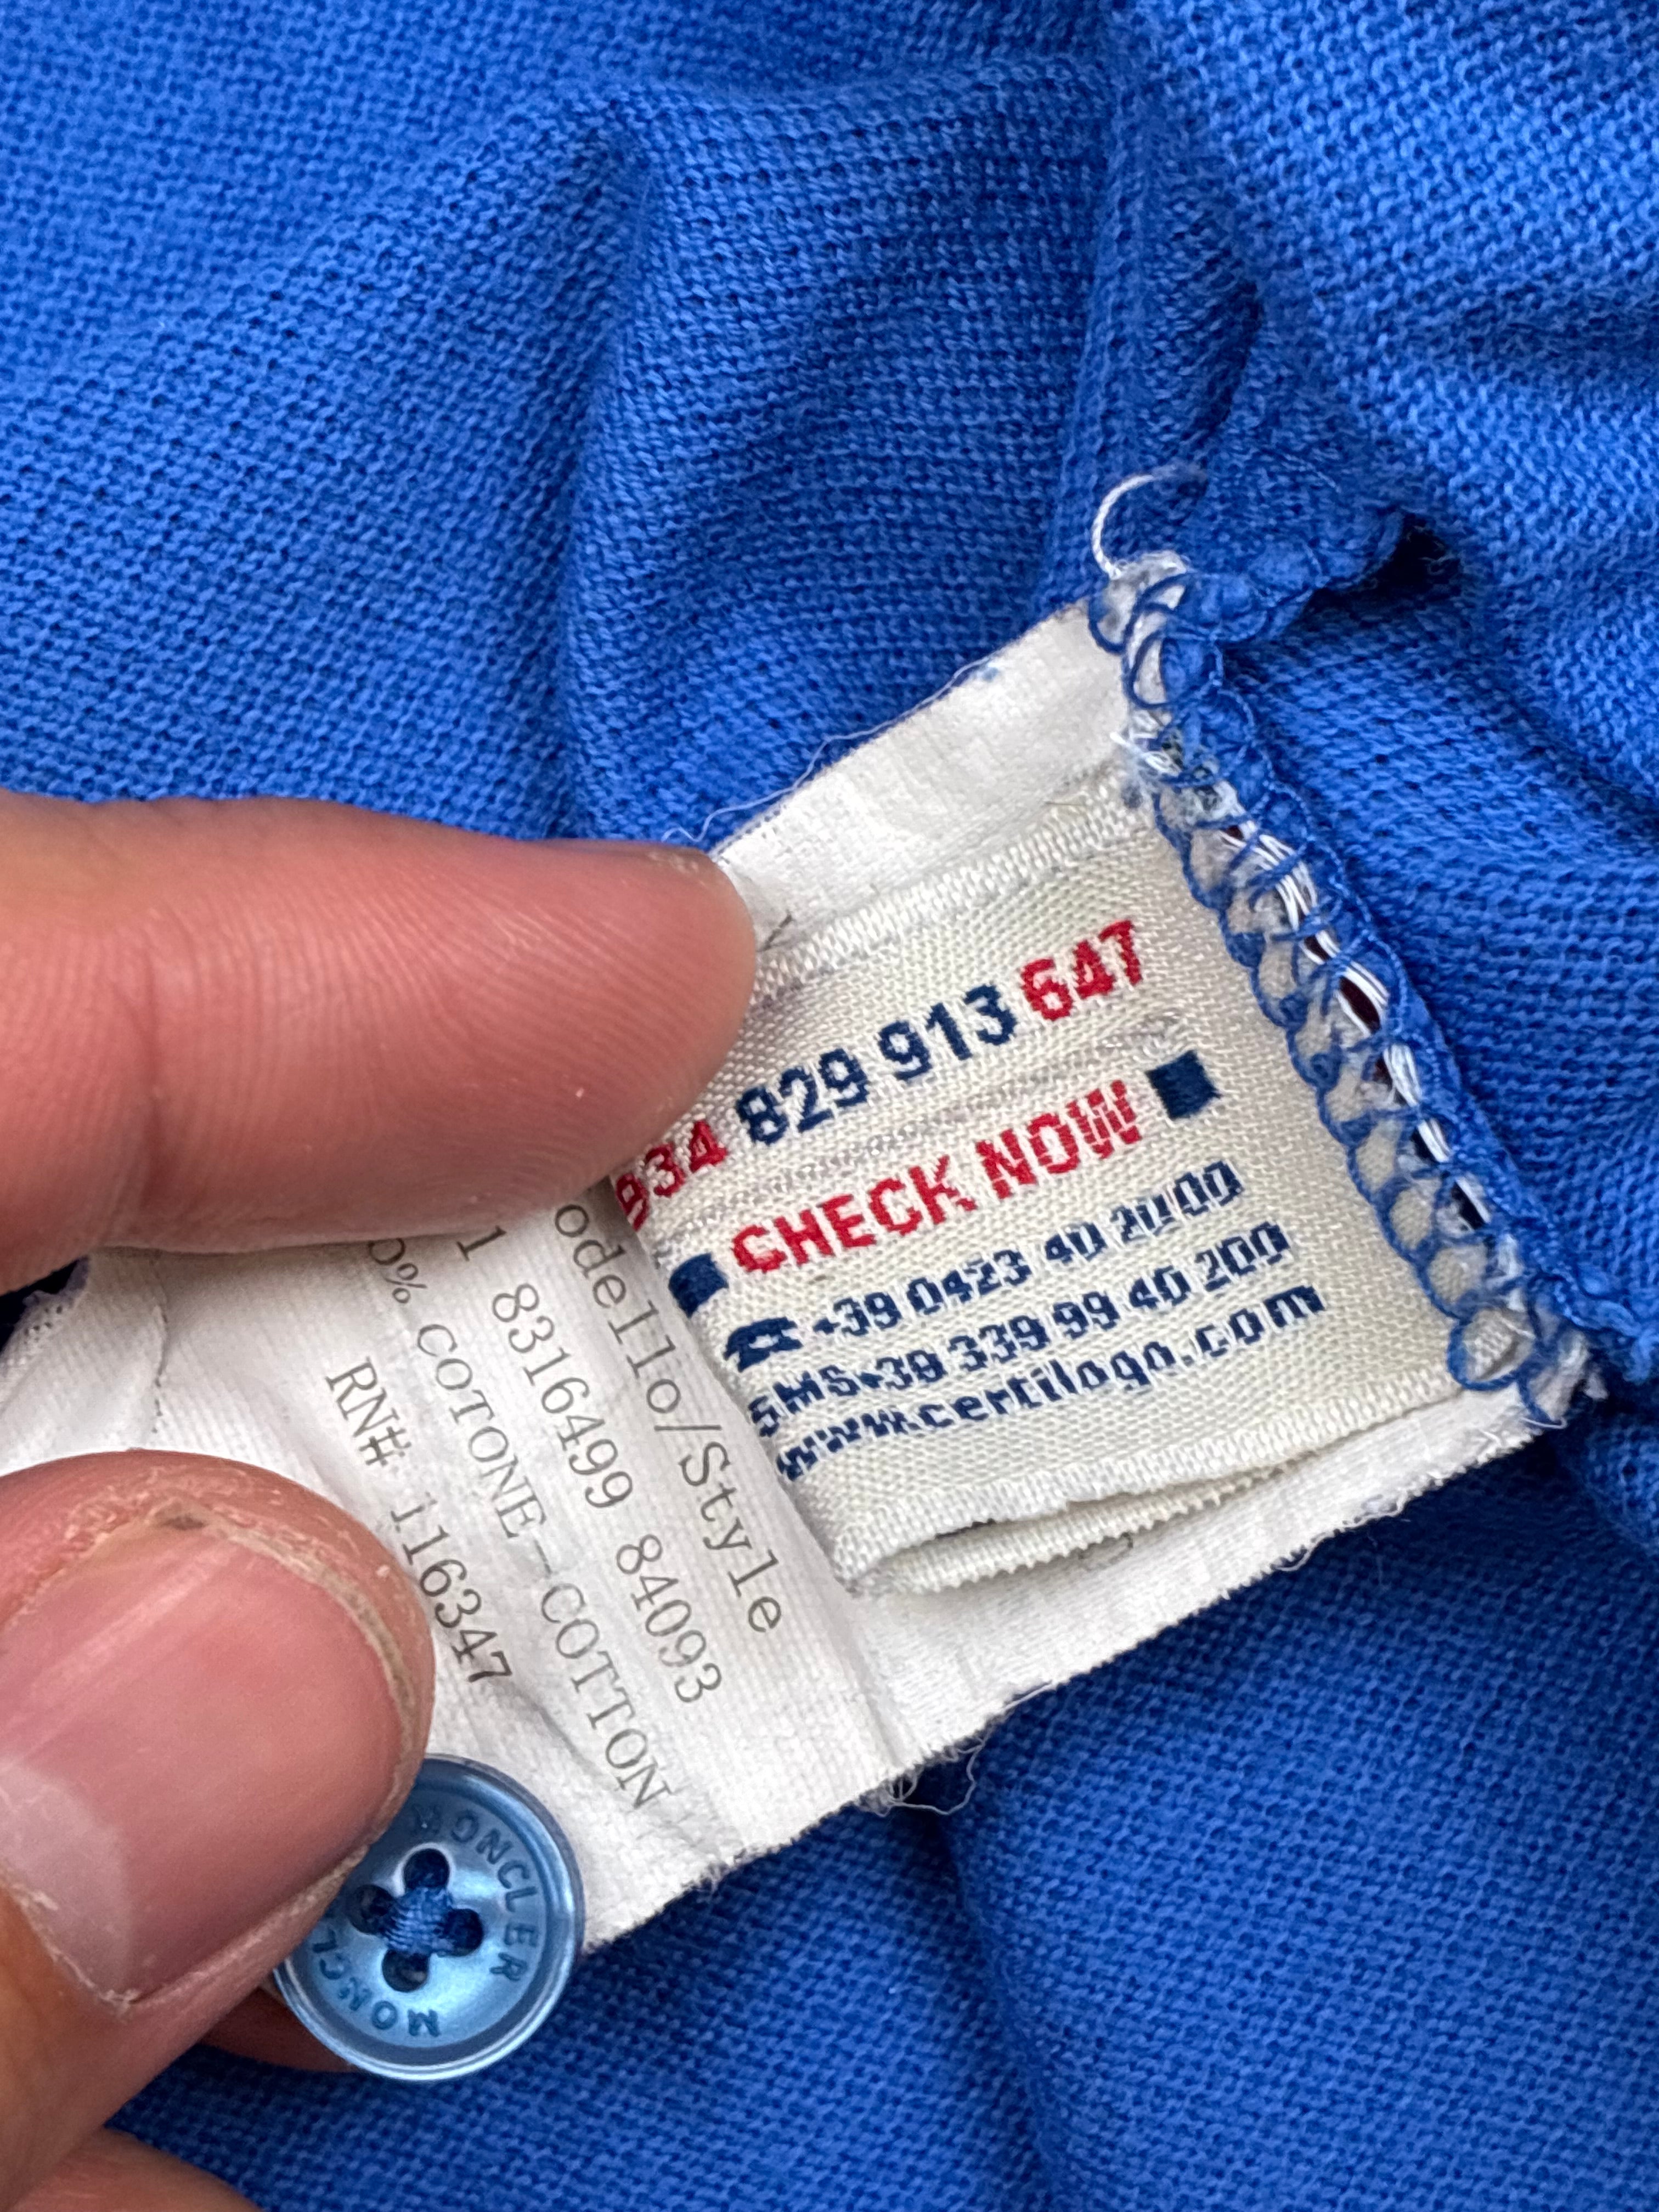 934 829 913 647
CHECK NOW
+39 0423 40 20 00
SMS+39 339 99 40 200
www.certilogo.com
odello/Style
1 8316499 84093
0% COTONE-COTTON
RN# 116347
MONCLER
MONCL